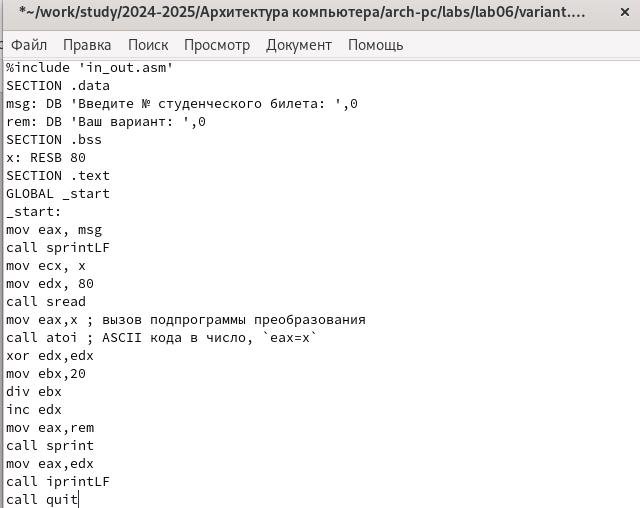 *~/work/study/2024-2025/Архитектура компьютера/arch-pc/labs/lab06/variant....
Файл Правка Поиск Просмотр Документ Помощь
%include 'in_out.asm'
SECTION .data
msg: DB 'Введите № студенческого билета: ',0
rem: DB 'Ваш вариант: ',0
SECTION .bss
x: RESB 80
SECTION .text
GLOBAL _start
_start:
mov eax, msg
call sprintLF
mov ecx, x
mov edx, 80
call sread
mov eax,x ; вызов подпрограммы преобразования
call atoi ; ASCII кода в число, `eax=x`
xor edx,edx
mov ebx,20
div ebx
inc edx
mov eax,rem
call sprint
mov eax,edx
call iprintLF
call quit